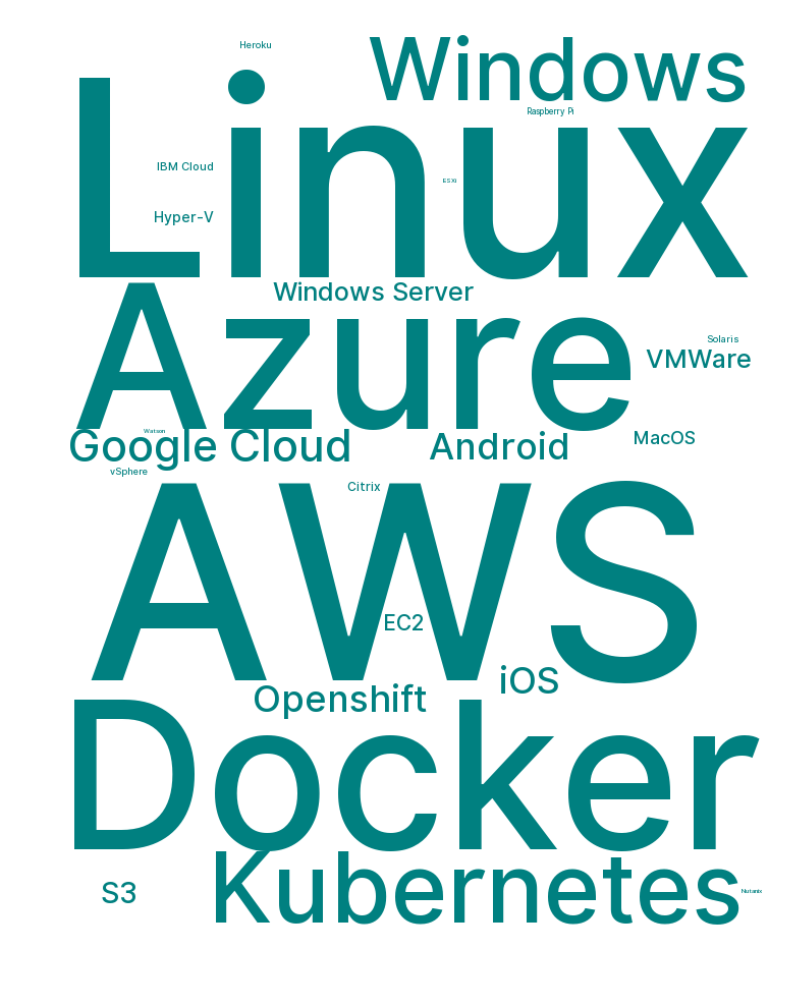 Heroku
Windows
Linux
Raspberry Pi
IBM Cloud
ESXi
Hyper-V
Windows Server
Azure
Solaris
VMWare
Watson
Google Cloud
Android
MacOS
vSphere
AWS
Citrix
EC2
iOS
Openshift
Docker
Kubernetes
S3
Nutanix